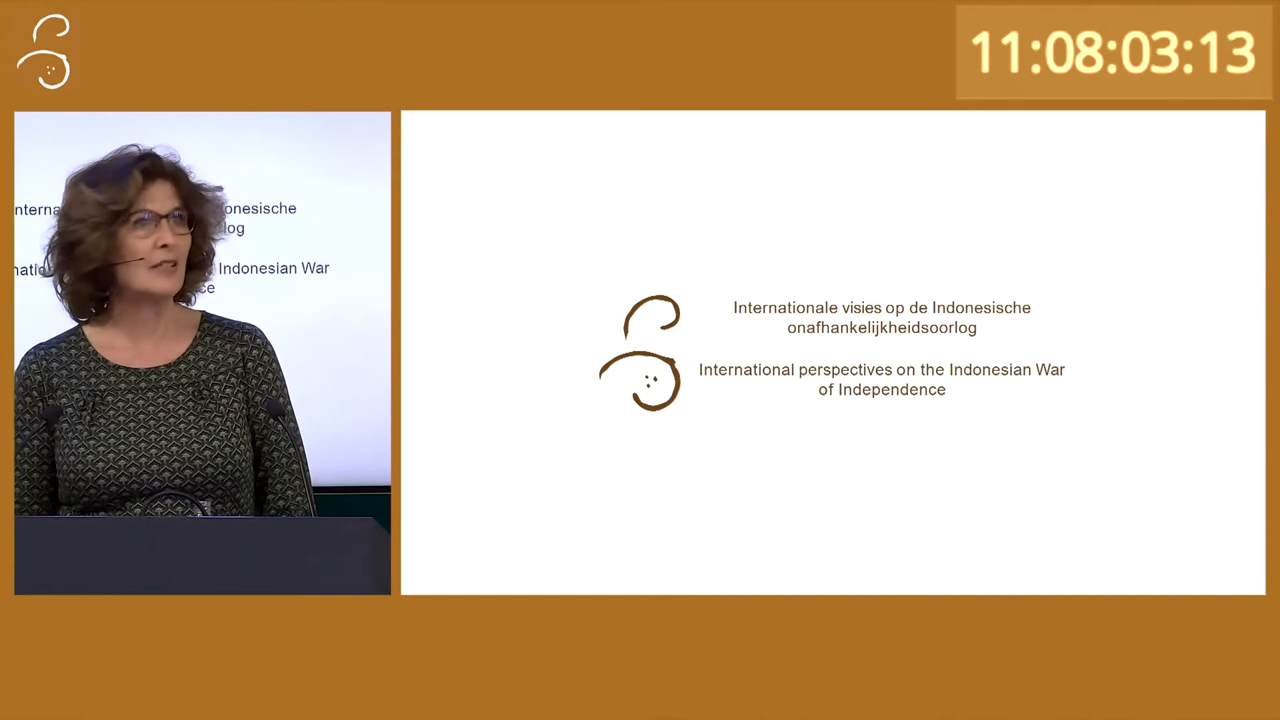 11:08:03:13
onesische
log
Indonesian War
ce
Internationale visies op de Indonesische
onafhankelijkheidsoorlog
International perspectives on the Indonesian War
of Independence